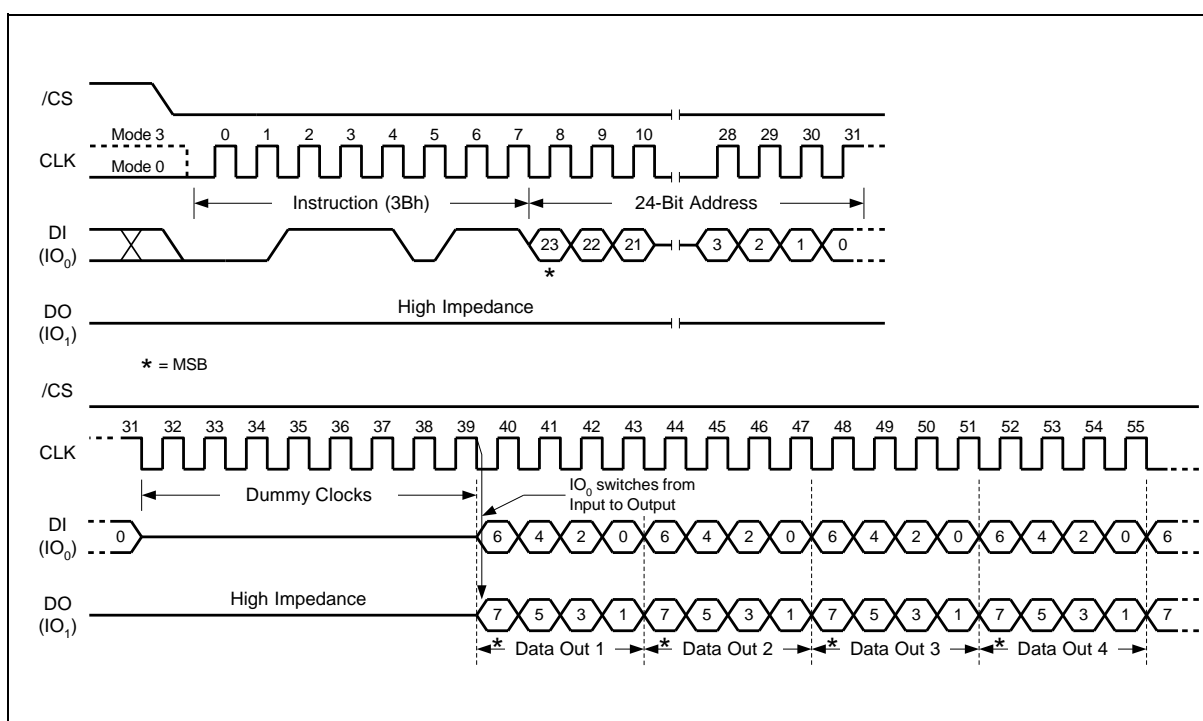 /CS
Mode 3 0 1 2 3 4 5 6 7 8 9 10 28 29 30 31
CLK
Mode 0
Instruction (3Bh) 24-Bit Address
DI
(IO0)
23 22 21 3 2 1 0
*
High Impedance
DO
(IO1)
* = MSB
/CS
31 32 33 34 35 36 37 38 39 40 41 42 43 44 45 46 47 48 49 50 51 52 53 54 55
CLK
Dummy Clocks
IO0 switches from
Input to Output
DI
(IO0)
0 6 4 2 0 6 4 2 0 6 4 2 0 6 4 2 0 6
High Impedance
DO
(IO1)
7 5 3 1 7 5 3 1 7 5 3 1 7 5 3 1 7
* Data Out 1 * Data Out 2 * Data Out 3 * Data Out 4